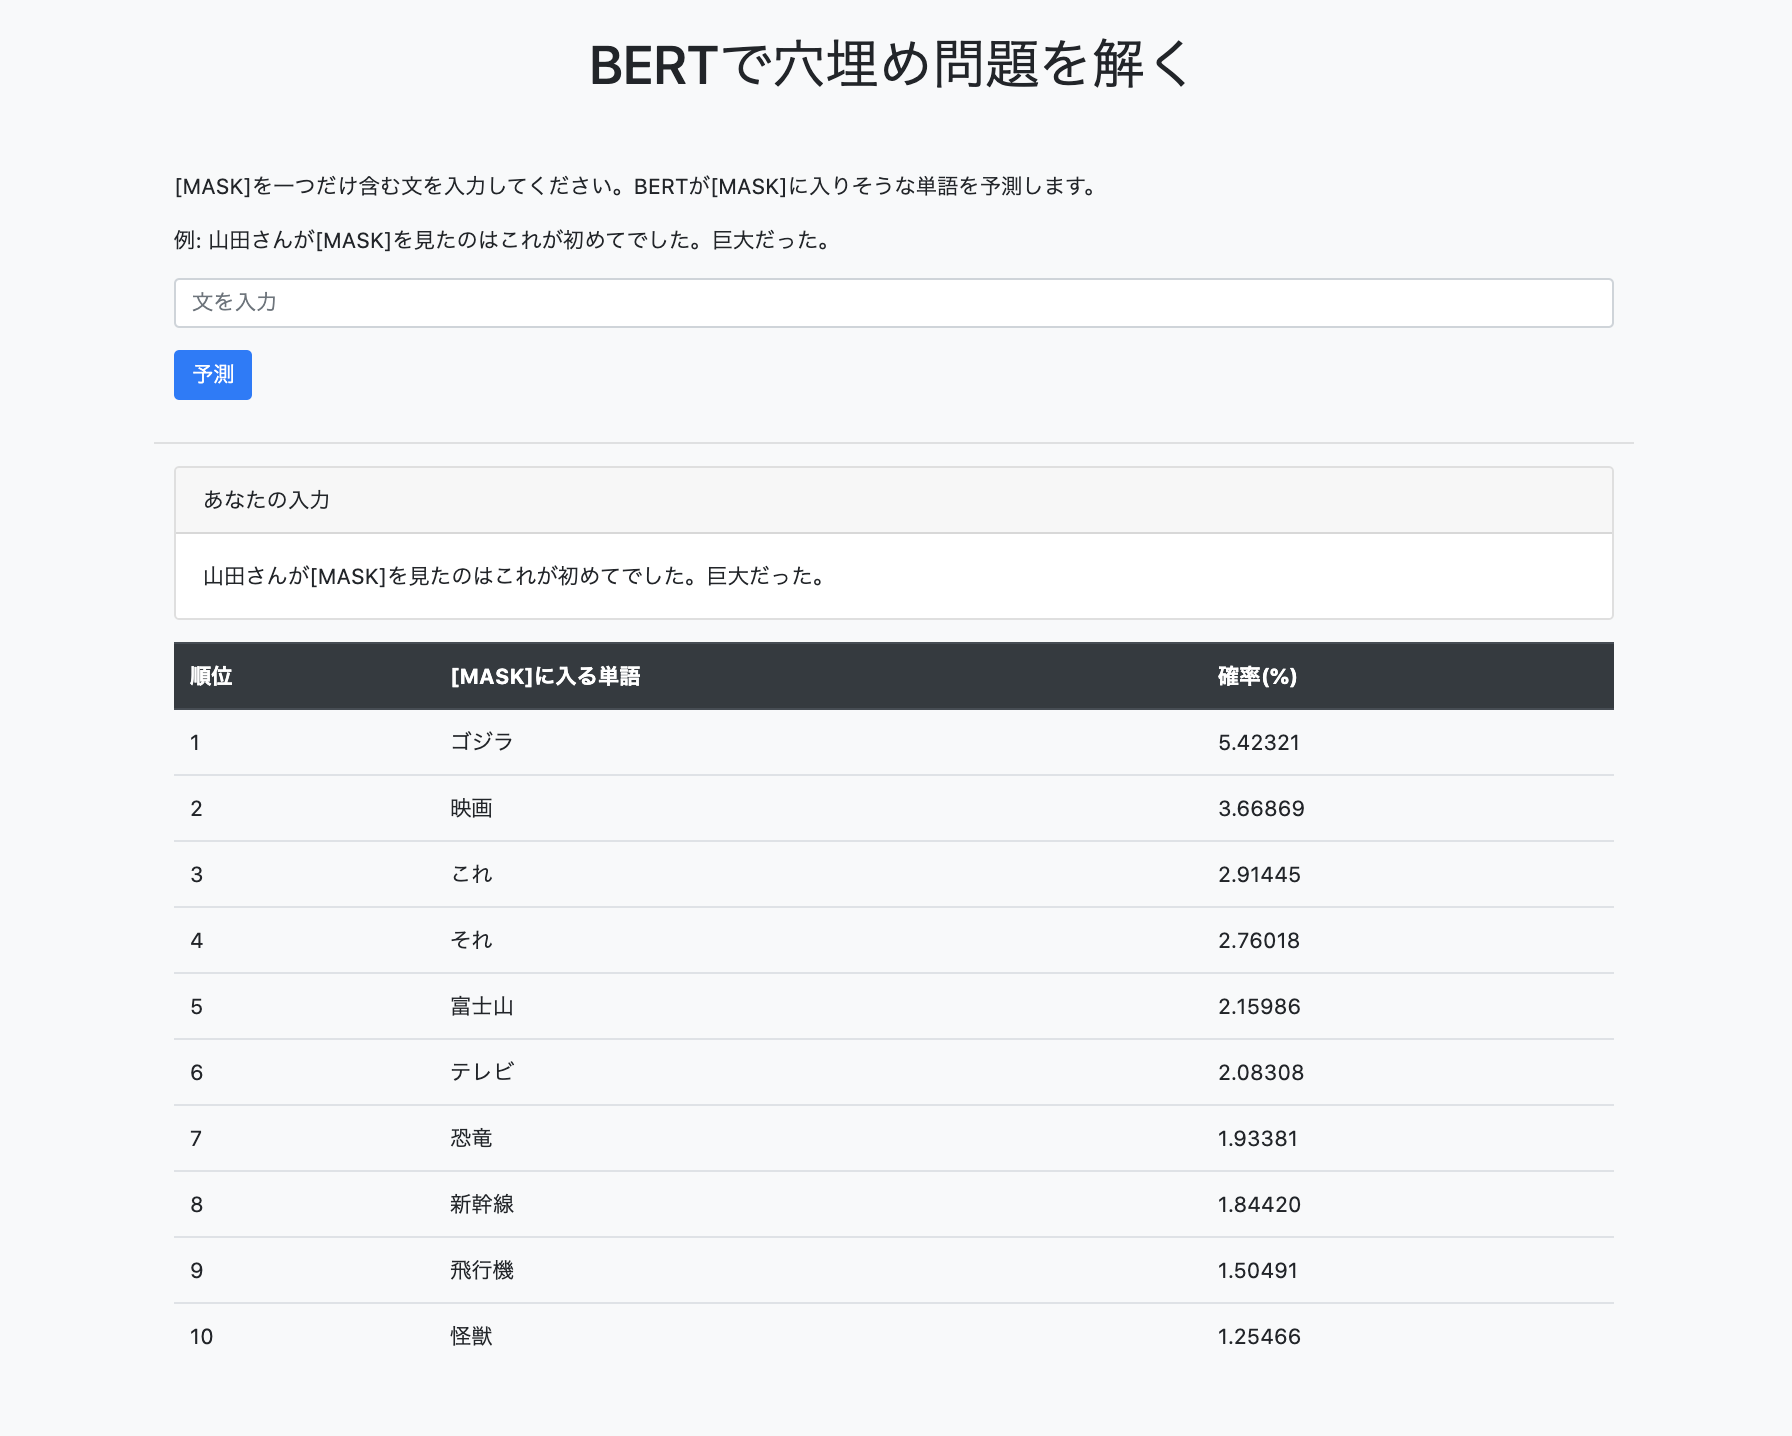 BERTで穴埋め問題を解く
[MASK]を一つだけ含む文を入力してください。BERTが[MASK]に入りそうな単語を予測します。
例: 山田さんが[MASK]を見たのはこれが初めてでした。巨大だった。
文を入力
予測
あなたの入力
山田さんが[MASK]を見たのはこれが初めてでした。巨大だった。
順位 [MASK]に入る単語 確率(%)
1 ゴジラ 5.42321
2 映画 3.66869
3 これ 2.91445
4 それ 2.76018
5 富士山 2.15986
6 テレビ 2.08308
7 恐竜 1.93381
8 新幹線 1.84420
9 飛行機 1.50491
10 怪獣 1.25466